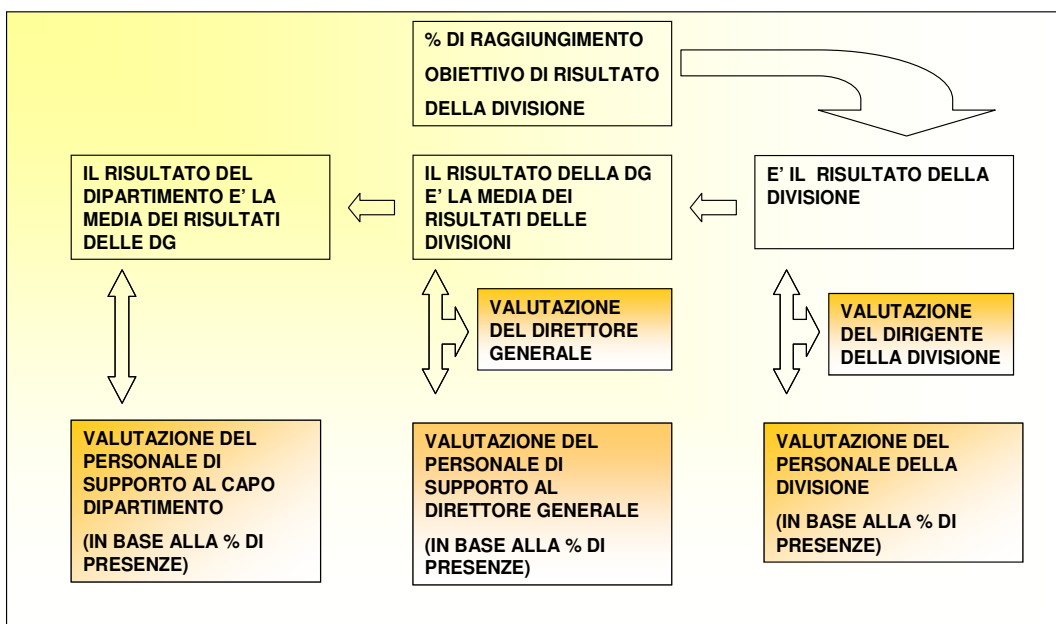 % DI RAGGIUNGIMENTO
OBIETTIVO DI RISULTATO
DELLA DIVISIONE
IL RISULTATO DEL
DIPARTIMENTO E’ LA
MEDIA DEI RISULTATI
DELLE DG
IL RISULTATO DELLA DG
E’ LA MEDIA DEI
RISULTATI DELLE
DIVISIONI
E’ IL RISULTATO DELLA
DIVISIONE
VALUTAZIONE
DEL DIRETTORE
GENERALE
VALUTAZIONE
DEL DIRIGENTE
DELLA DIVISIONE
VALUTAZIONE DEL
PERSONALE DI
SUPPORTO AL CAPO
DIPARTIMENTO
(IN BASE ALLA % DI
PRESENZE)
VALUTAZIONE DEL
PERSONALE DI
SUPPORTO AL
DIRETTORE GENERALE
(IN BASE ALLA % DI
PRESENZE)
VALUTAZIONE DEL
PERSONALE DELLA
DIVISIONE
(IN BASE ALLA % DI
PRESENZE)